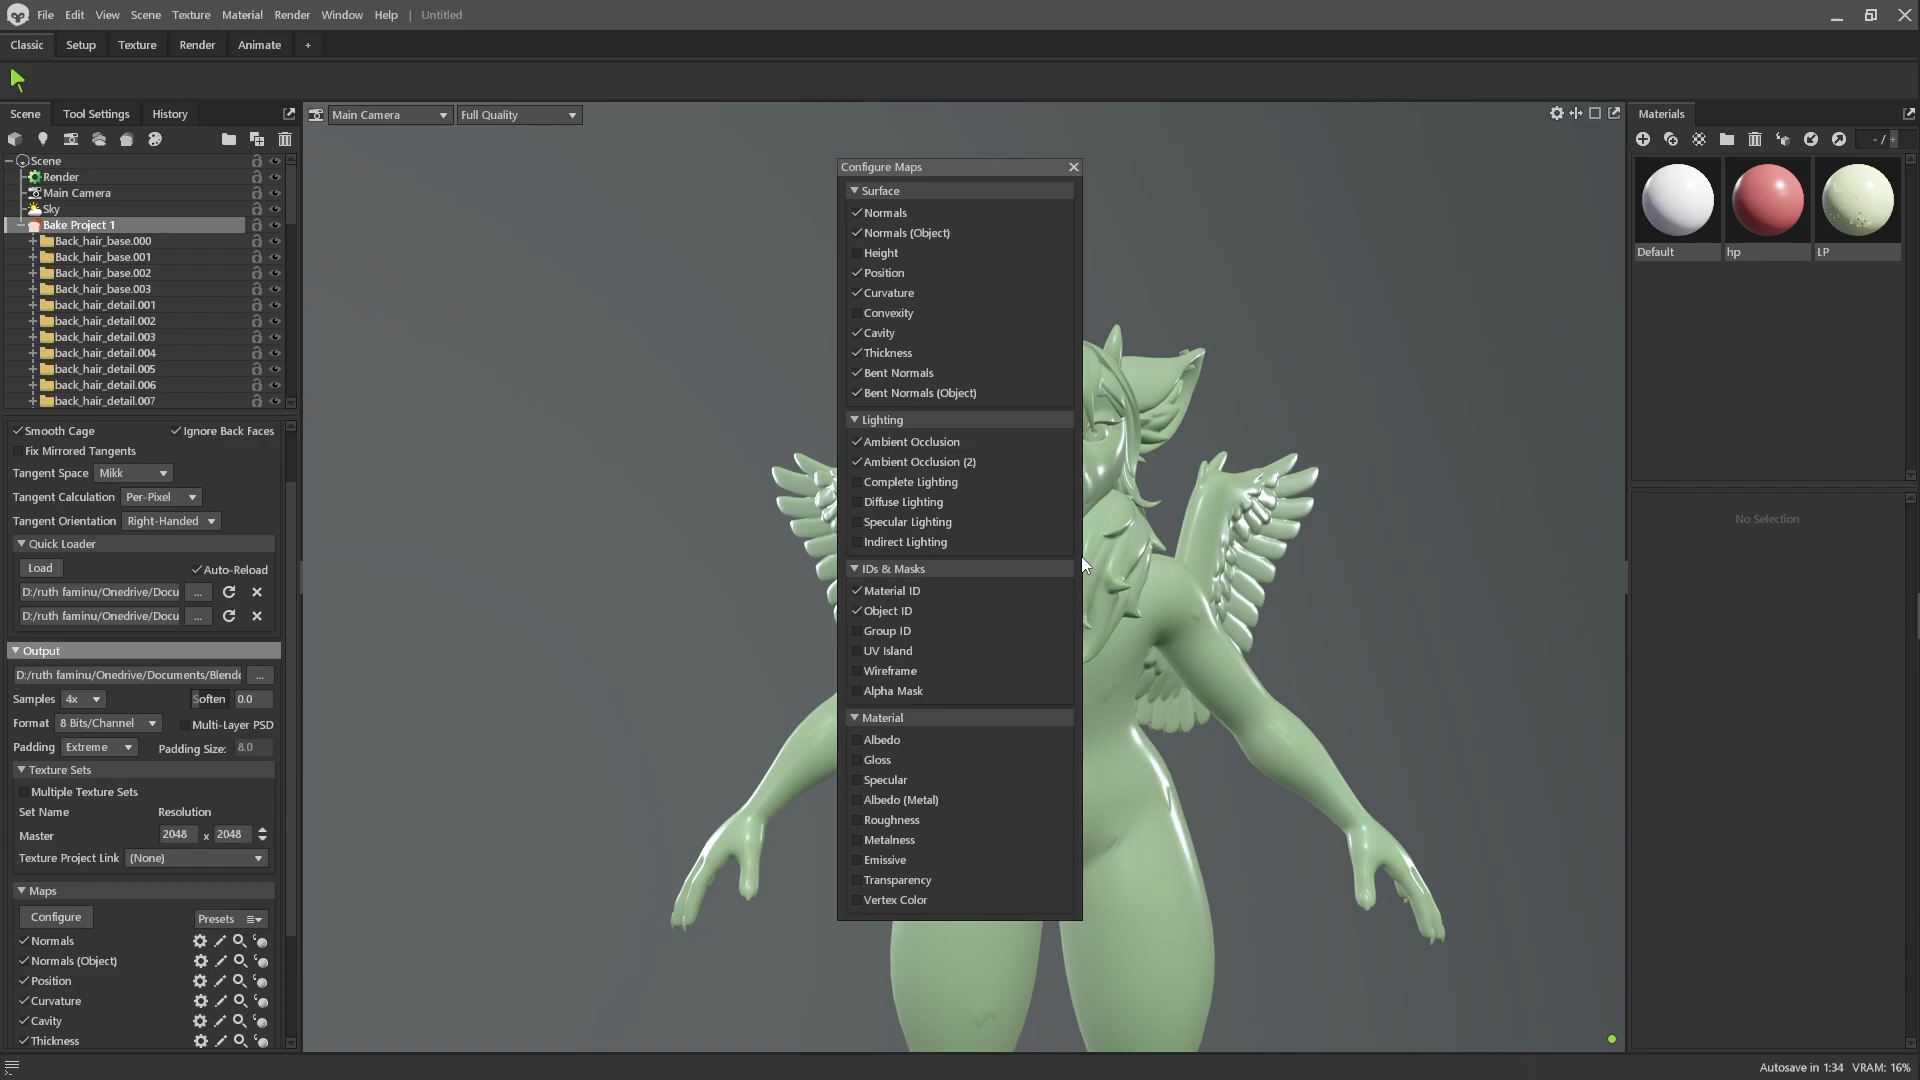 File Edit View Scene Texture Material Render Window Help | Untitled
Classic Setup Texture Render Animate +
Scene Tool Settings History
Main Camera Full Quality
Materials
- / +
Scene
Render
Main Camera
Sky
Bake Project 1
Back_hair_base.000
Back_hair_base.001
Back_hair_base.002
Back_hair_base.003
back_hair_detail.001
back_hair_detail.002
back_hair_detail.003
back_hair_detail.004
back_hair_detail.005
back_hair_detail.006
back_hair_detail.007
Smooth Cage Ignore Back Faces
Fix Mirrored Tangents
Tangent Space Mikk
Tangent Calculation Per-Pixel
Tangent Orientation Right-Handed
Quick Loader
Load Auto-Reload
D:/ruth faminu/Onedrive/Docu ...
D:/ruth faminu/Onedrive/Docu ...
Output
D:/ruth faminu/Onedrive/Documents/Blende ...
Samples 4x Soften 0.0
Format 8 Bits/Channel Multi-Layer PSD
Padding Extreme Padding Size: 8.0
Texture Sets
Multiple Texture Sets
Set Name Resolution
Master 2048 x 2048
Texture Project Link (None)
Maps
Configure Presets
Normals
Normals (Object)
Position
Curvature
Cavity
Thickness
Configure Maps
Surface
Normals
Normals (Object)
Height
Position
Curvature
Convexity
Cavity
Thickness
Bent Normals
Bent Normals (Object)
Lighting
Ambient Occlusion
Ambient Occlusion (2)
Complete Lighting
Diffuse Lighting
Specular Lighting
Indirect Lighting
IDs & Masks
Material ID
Object ID
Group ID
UV Island
Wireframe
Alpha Mask
Material
Albedo
Gloss
Specular
Albedo (Metal)
Roughness
Metalness
Emissive
Transparency
Vertex Color
Default hp LP
No Selection
Autosave in 1:34 VRAM: 16%